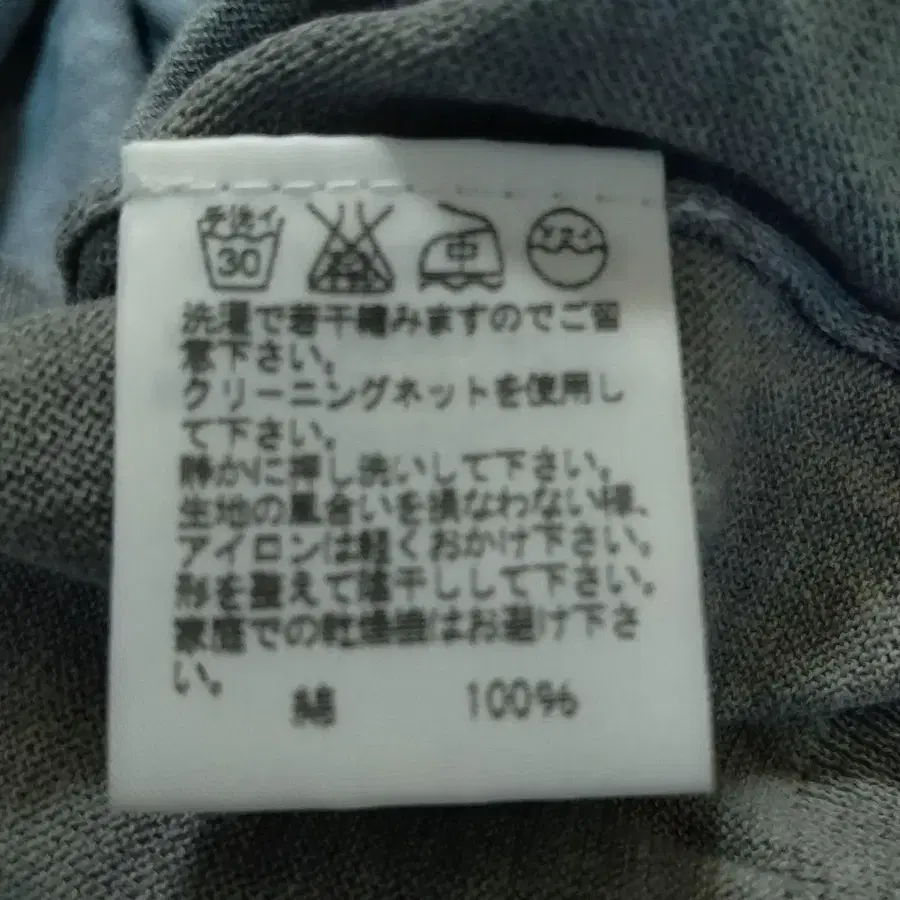 手洗イ
30
中
ドライ
洗濯で若干縮みますのでご留
意下さい。
クリーニングネットを使用し
て下さい。
静かに押し洗いして下さい。
生地の風合いを損なわない様、
アイロンは軽くおかけ下さい。
形を整えて陰干しして下さい。
家庭での乾燥機はお避け下さ
い。
綿 100%